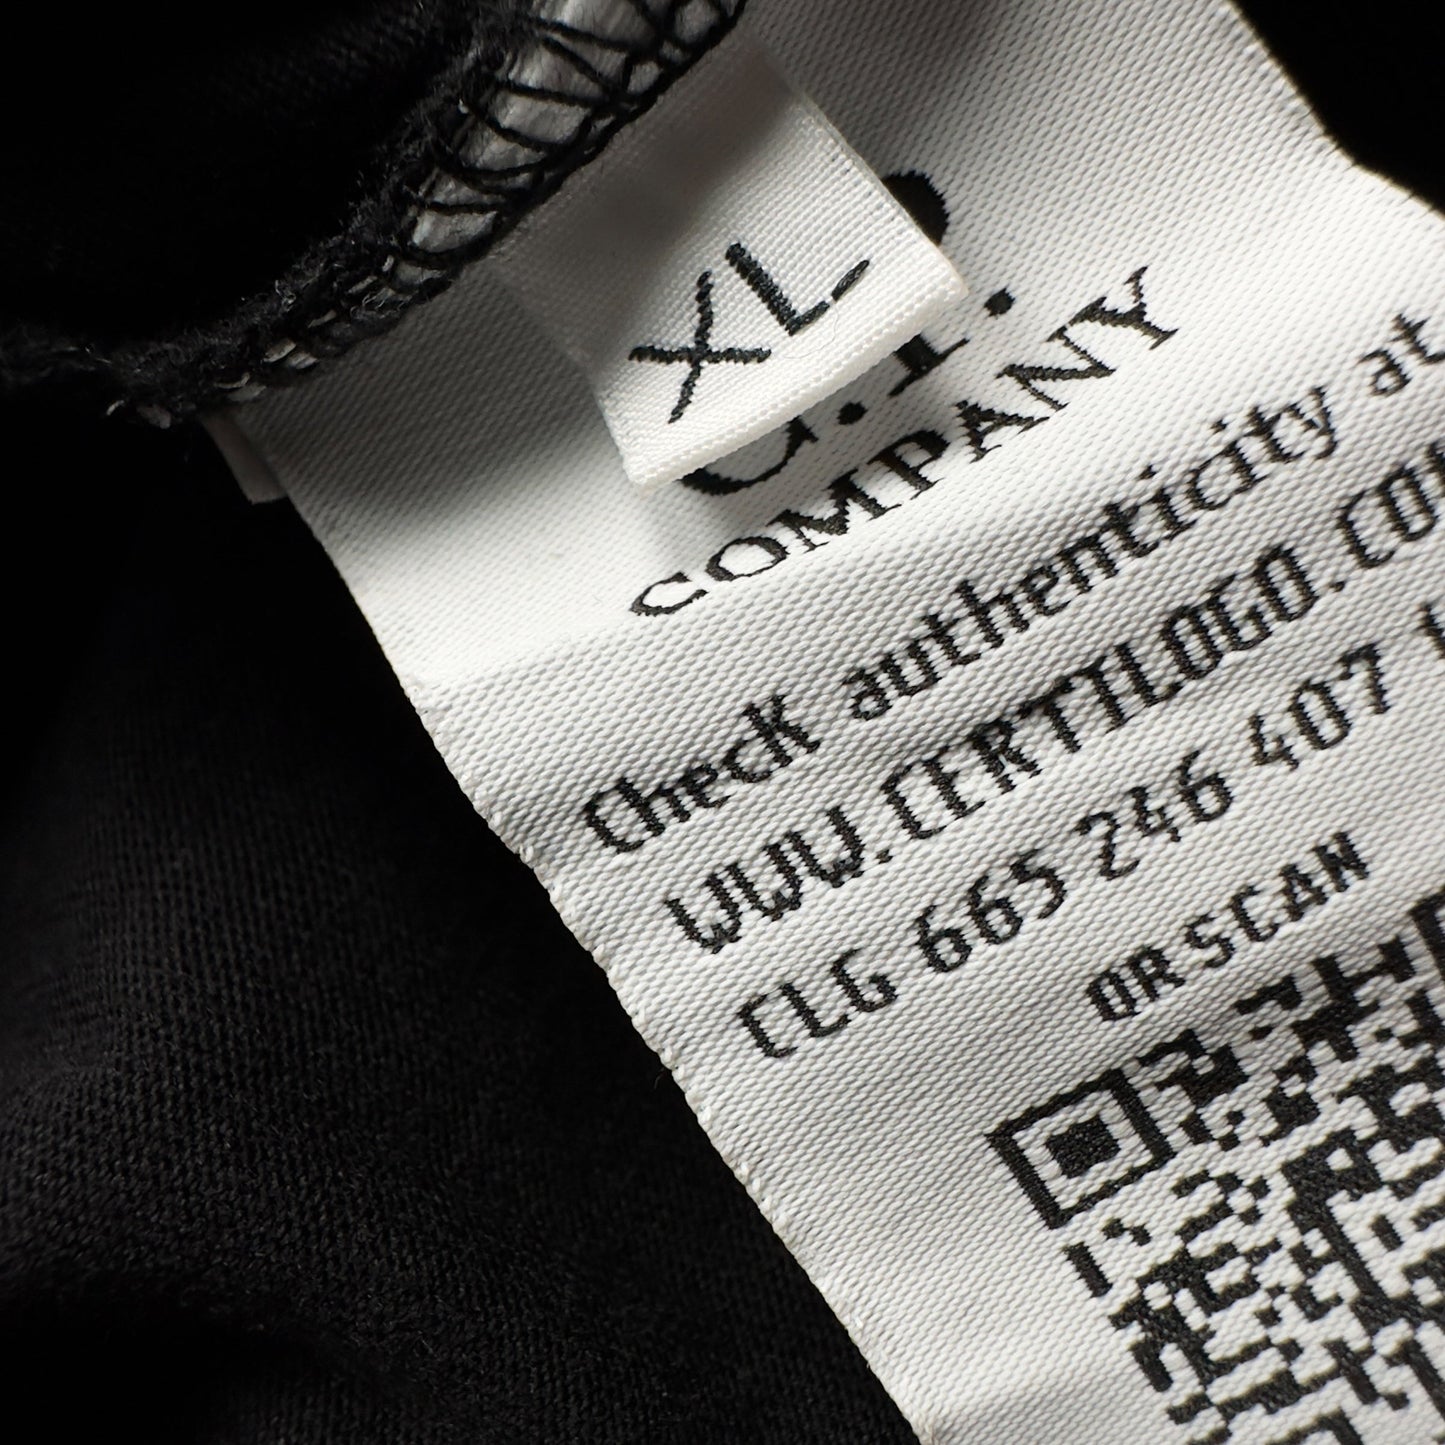 XL
C.P.
COMPANY
Check authenticity at
WWW.CERTILOGO.CO
CLG 665 246 407
OR SCAN